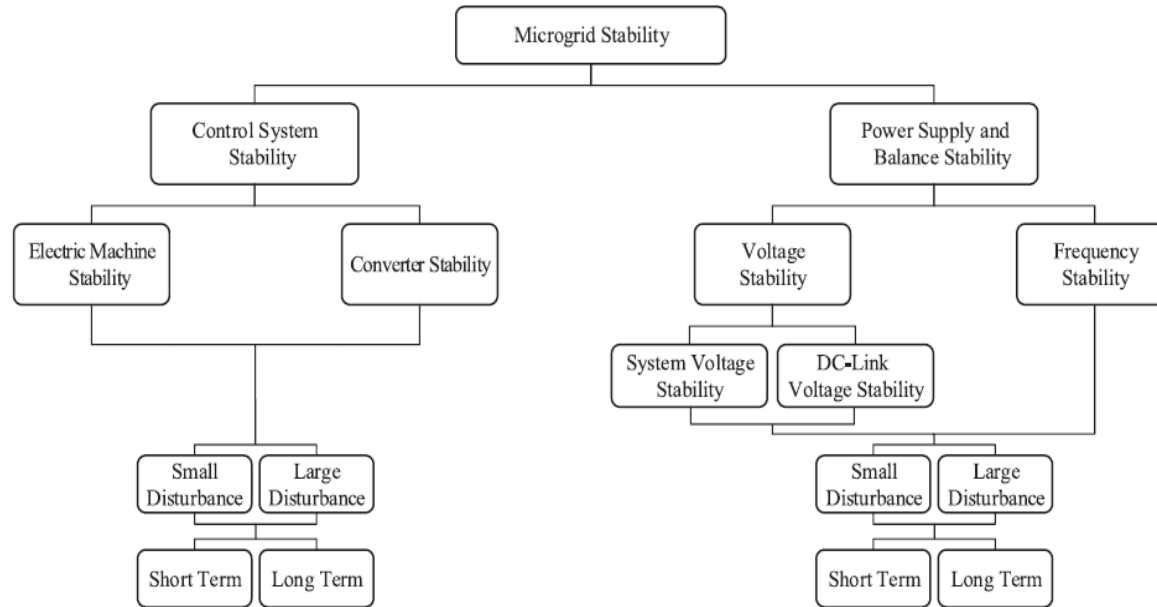 Microgrid Stability
Control System
Stability
Power Supply and
Balance Stability
Electric Machine
Stability
Converter Stability
Voltage
Stability
Frequency
Stability
System Voltage
Stability
DC-Link
Voltage Stability
Small
Disturbance
Large
Disturbance
Small
Disturbance
Large
Disturbance
Short Term
Long Term
Short Term
Long Term